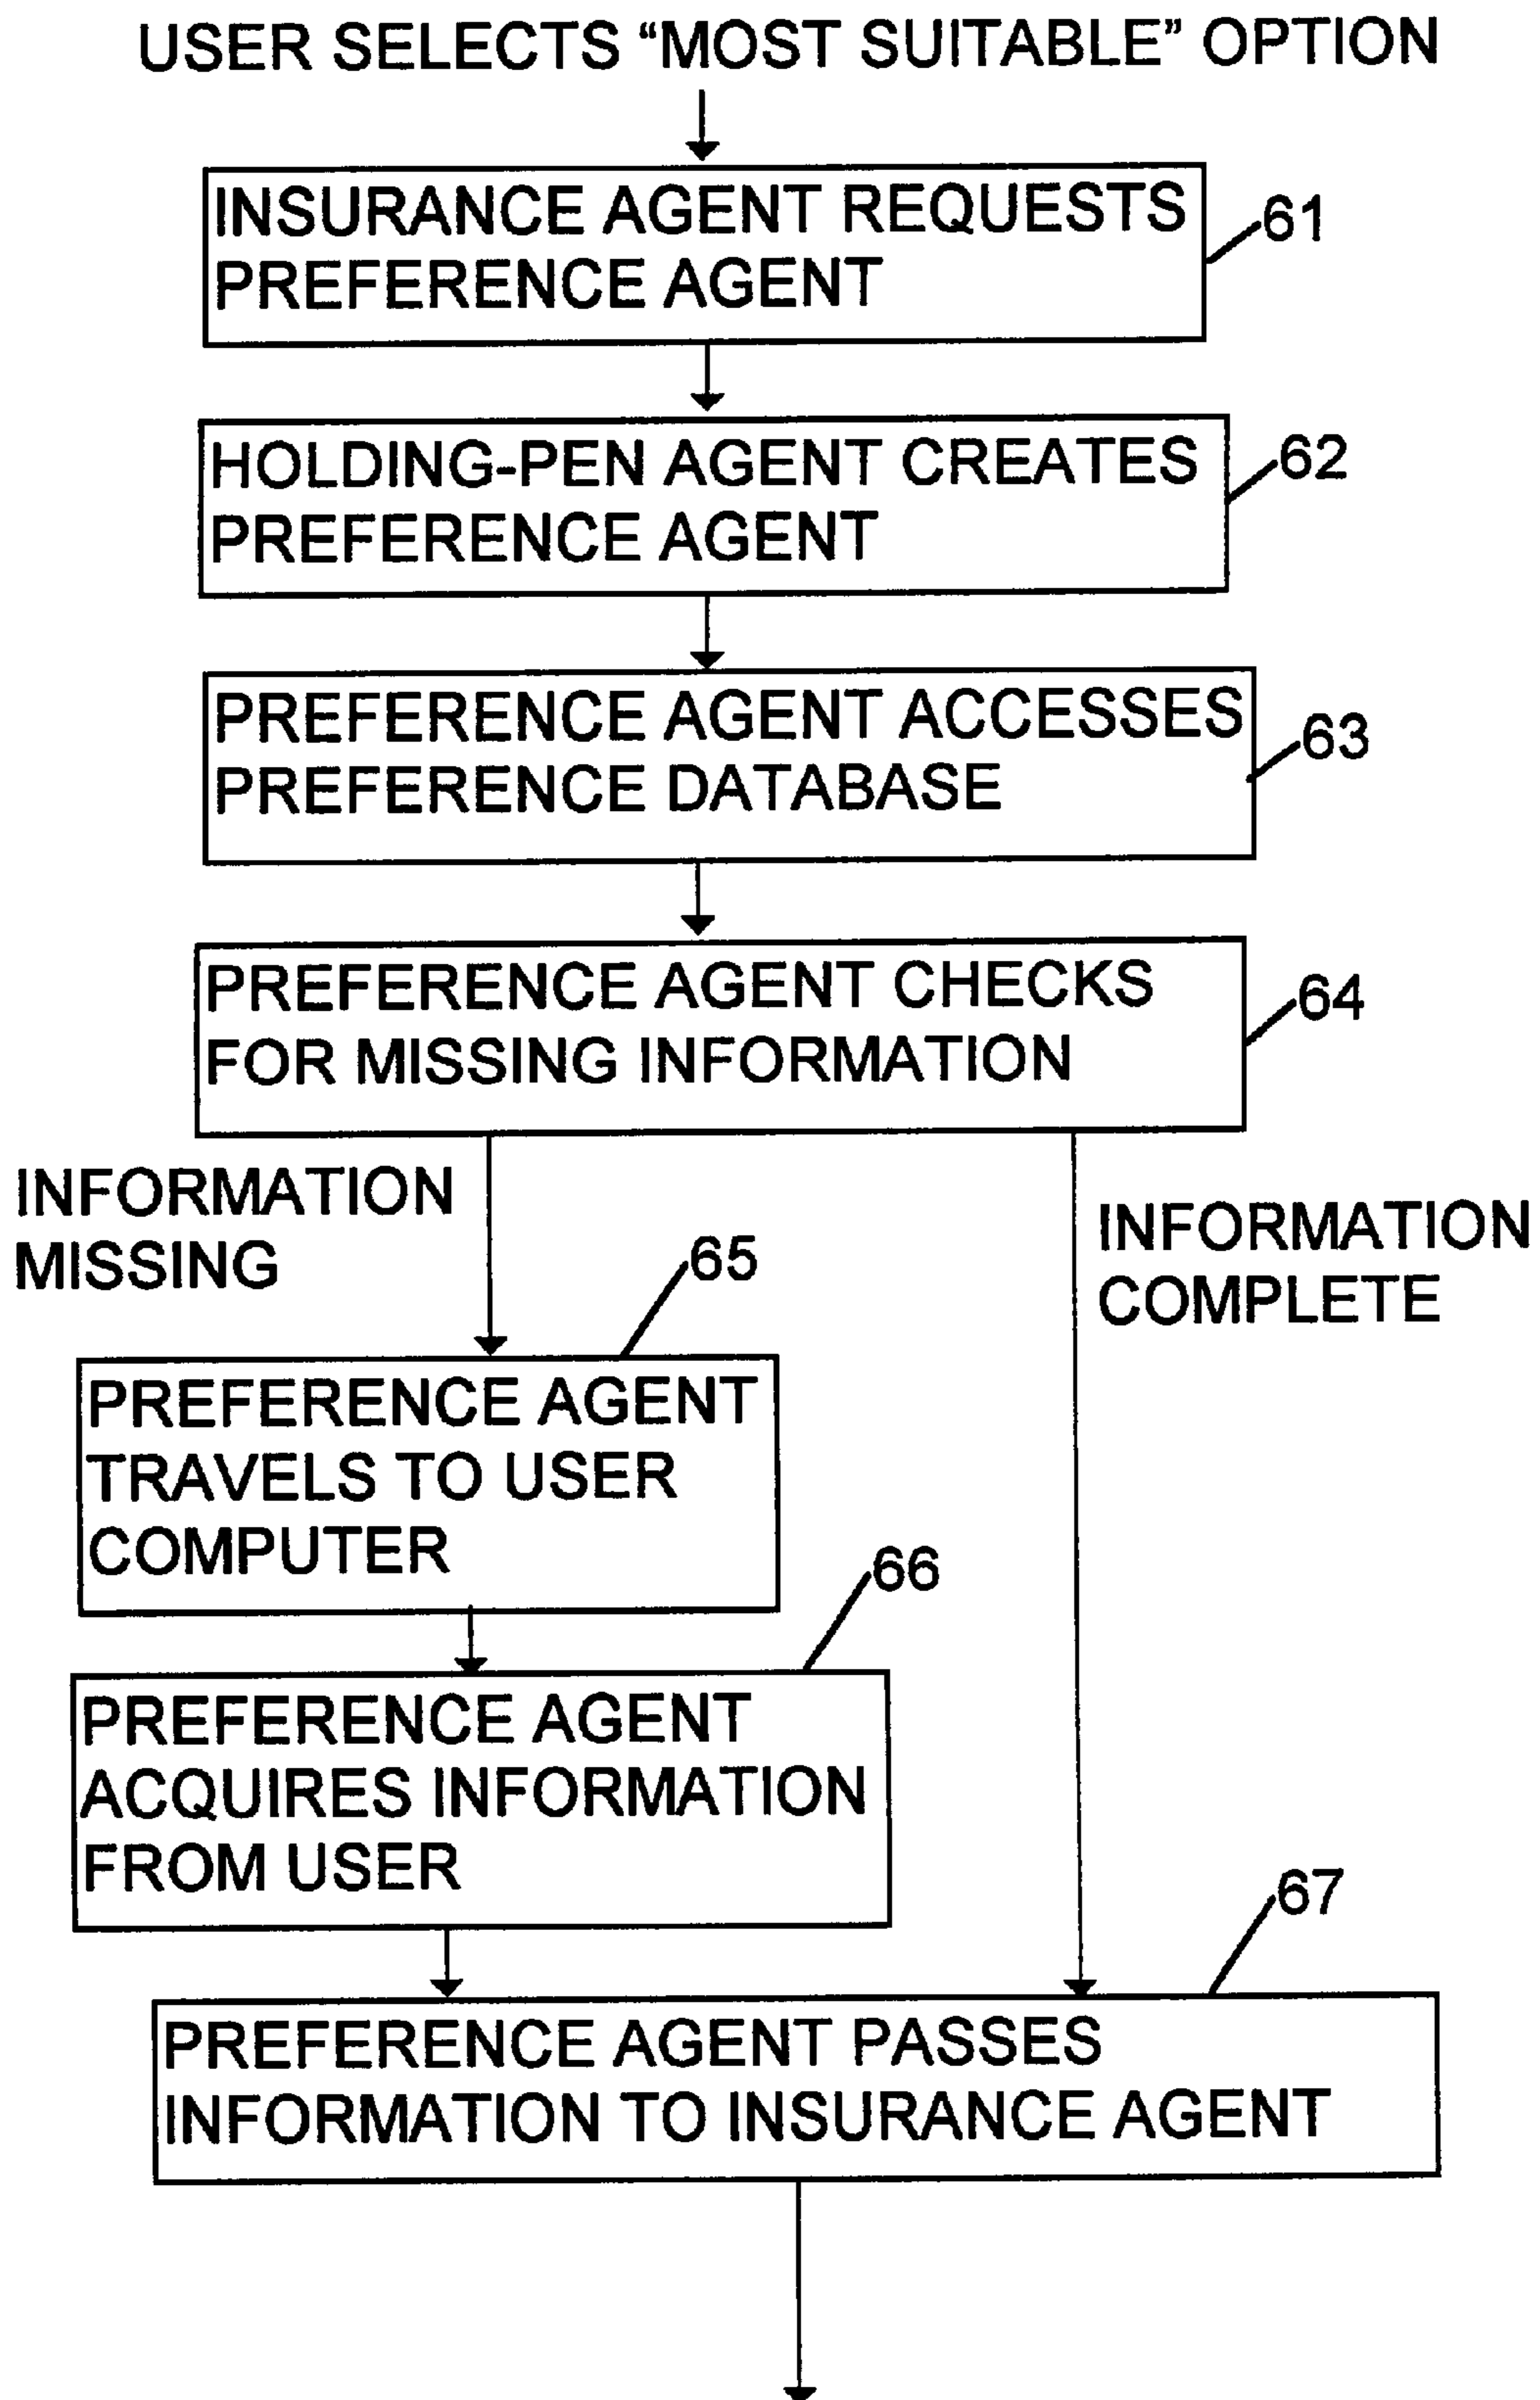 USER SELECTS “MOST SUITABLE” OPTION
INSURANCE AGENT REQUESTS
PREFERENCE AGENT
61
HOLDING-PEN AGENT CREATES
PREFERENCE AGENT
62
PREFERENCE AGENT ACCESSES
PREFERENCE DATABASE
63
PREFERENCE AGENT CHECKS
FOR MISSING INFORMATION
64
INFORMATION
MISSING
INFORMATION
COMPLETE
65
PREFERENCE AGENT
TRAVELS TO USER
COMPUTER
66
PREFERENCE AGENT
ACQUIRES INFORMATION
FROM USER
67
PREFERENCE AGENT PASSES
INFORMATION TO INSURANCE AGENT